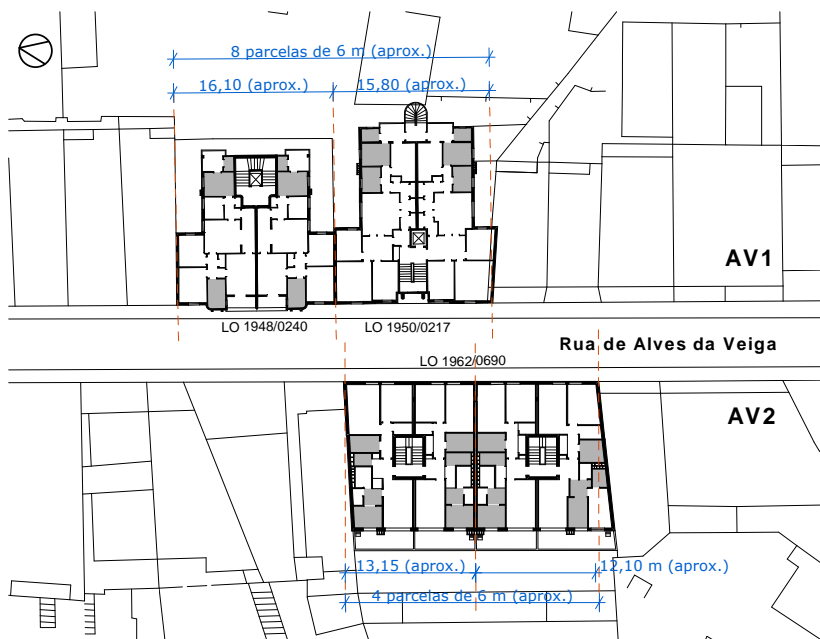 8 parcelas de 6 m (aprox.)
16,10 (aprox.)
15,80 (aprox.)
AV1
LO 1948/0240
LO 1950/0217
Rua de Alves da Veiga
LO 1962/0690
AV2
13,15 (aprox.)
12,10 m (aprox.)
4 parcelas de 6 m (aprox.)